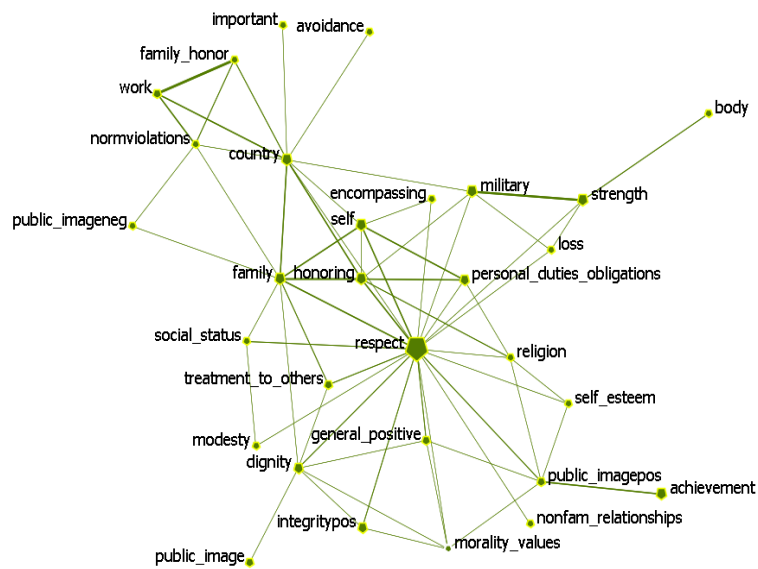 important
avoidance
family_honor
work
body
normviolations
country
military
encompassing
strength
self
public_imageneg
loss
family
honoring
personal_duties_obligations
social_status
respect
religion
treatment_to_others
self_esteem
modesty
general_positive
dignity
public_imagepos
achievement
integritypos
nonfam_relationships
morality_values
public_image